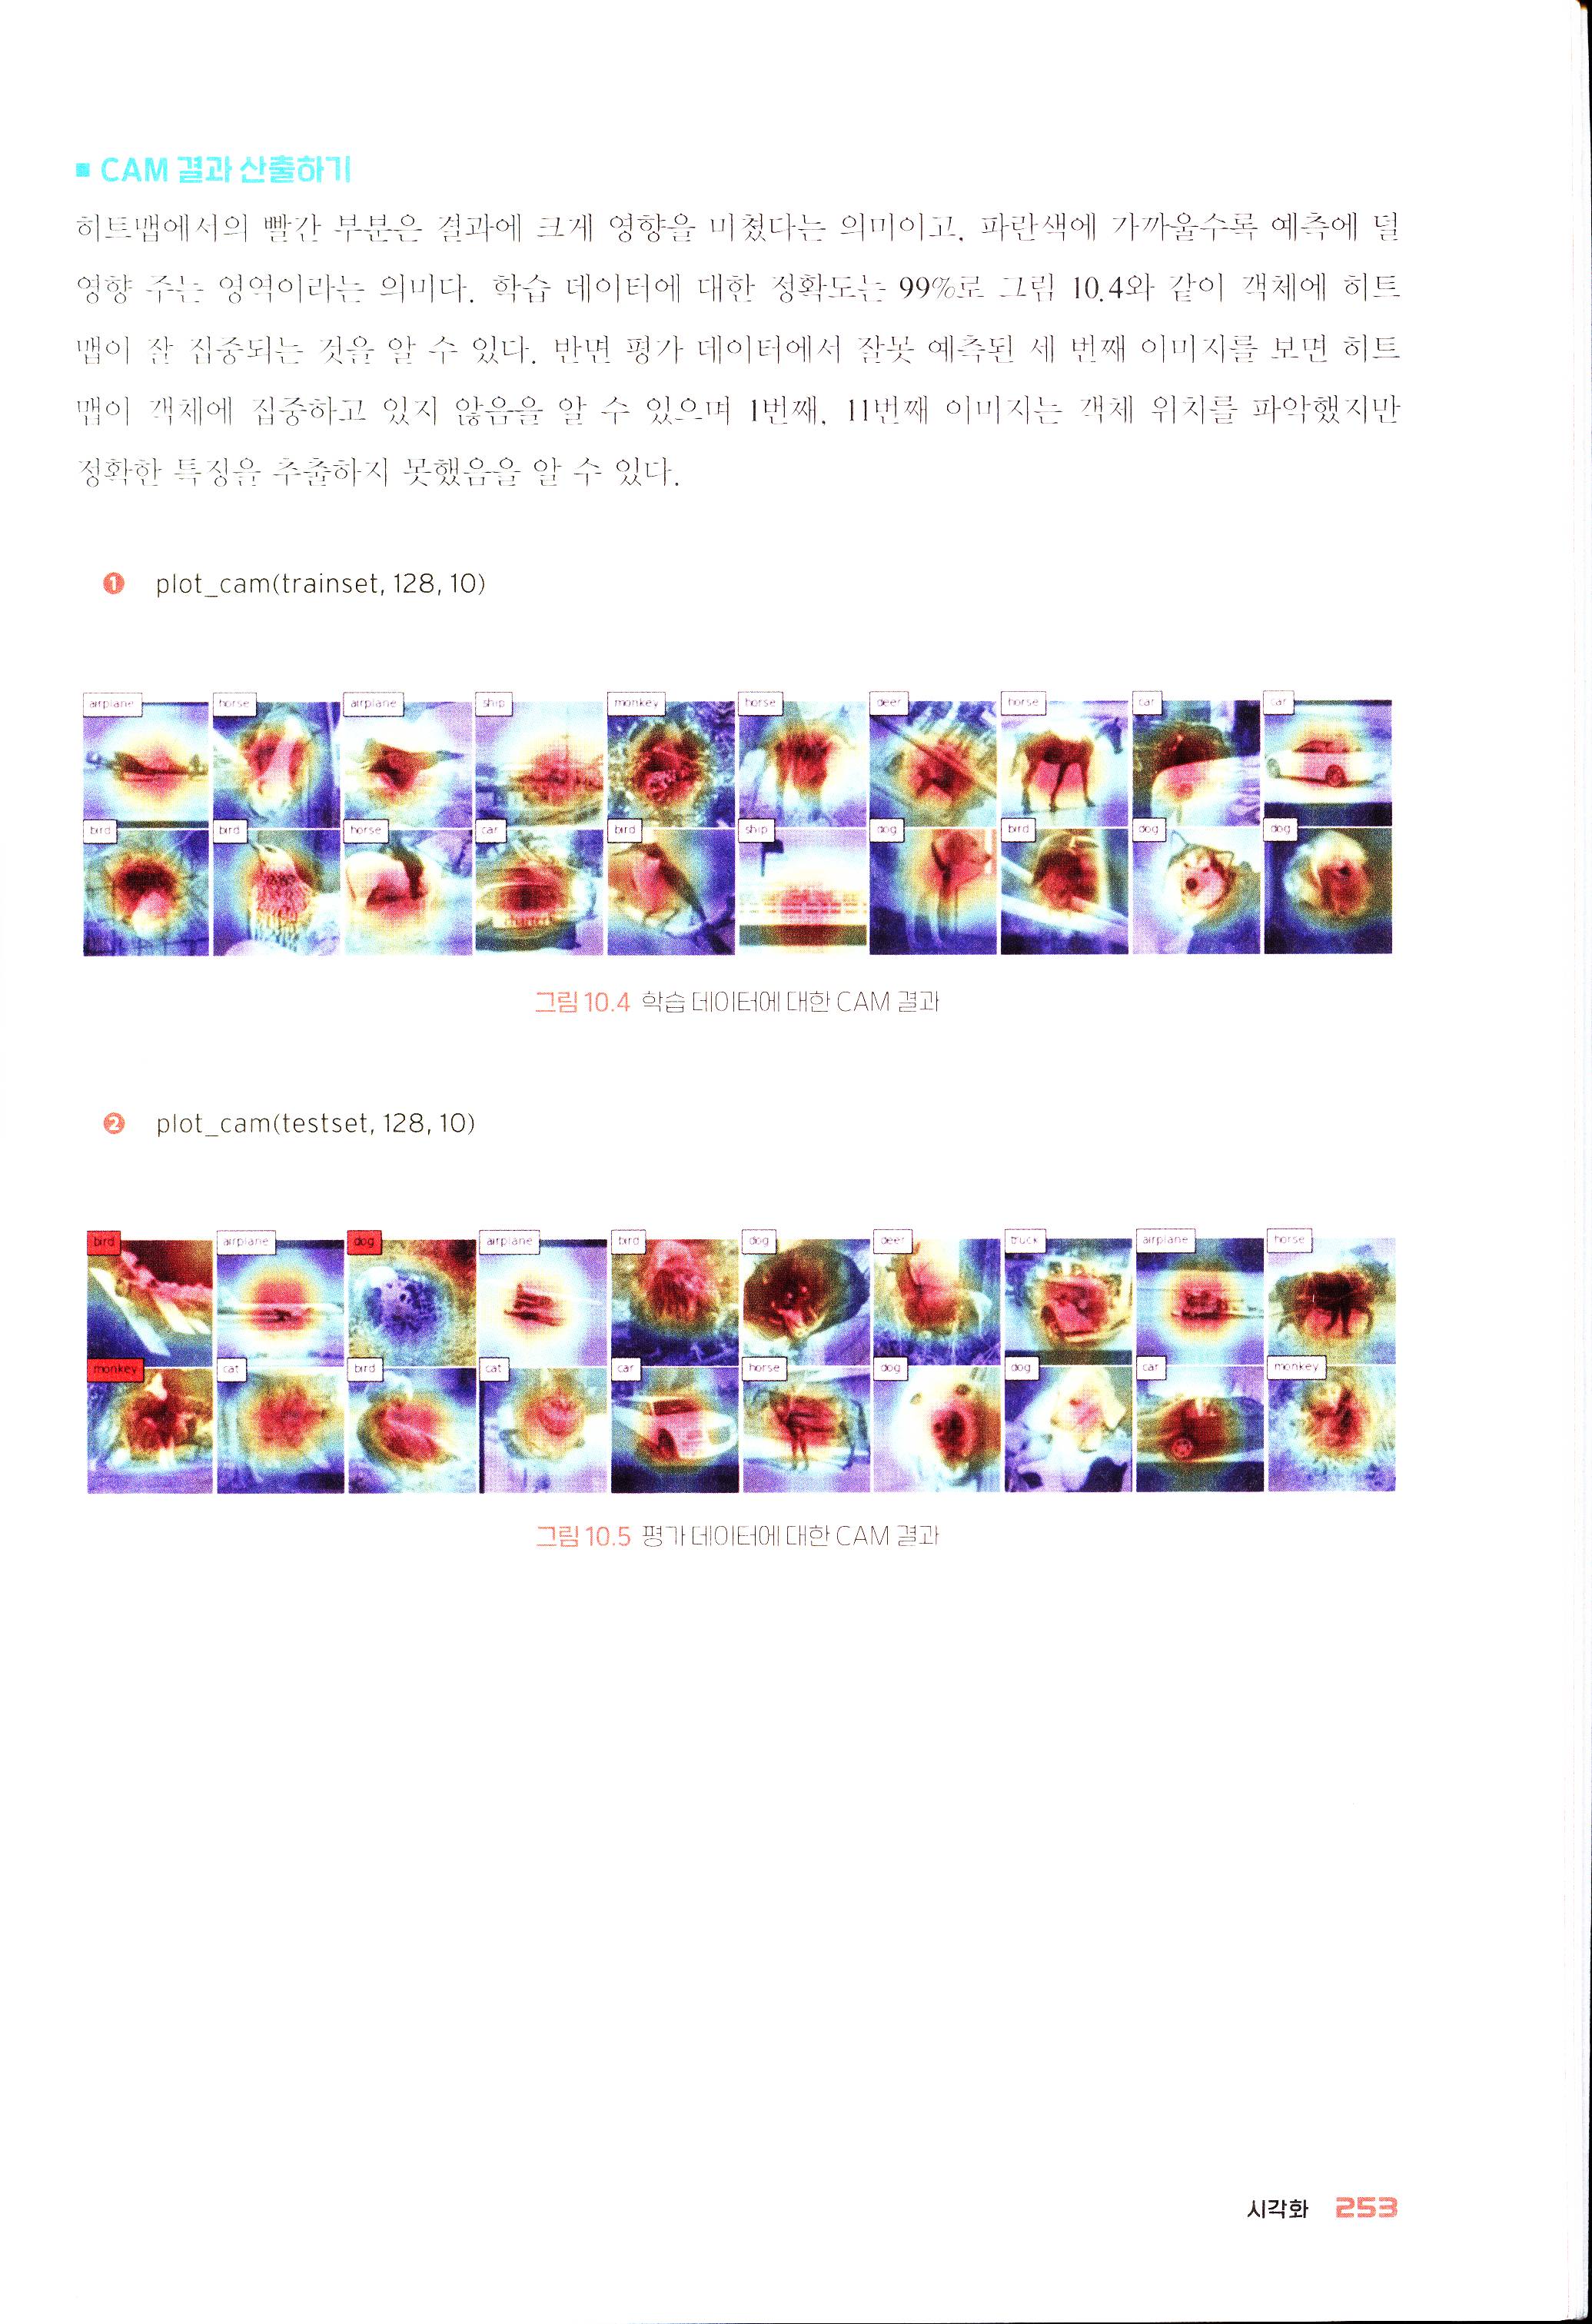 ▪ CAM 결과 산출하기
히트맵에서의 빨간 부분은 결과에 크게 영향을 미쳤다는 의미이고, 파란색에 가까울수록 예측에 덜
영향 주는 영역이라는 의미다. 학습 데이터에 대한 정확도는 99%로 그림 10.4와 같이 객체에 히트
맵이 잘 집중되는 것을 알 수 있다. 반면 평가 데이터에서 잘못 예측된 세 번째 이미지를 보면 히트
맵이 객체에 집중하고 있지 않음을 알 수 있으며 1번째, 11번째 이미지는 객체 위치를 파악했지만
정확한 특징을 추출하지 못했음을 알 수 있다.
❶ plot_cam(trainset, 128, 10)
airplane horse airplane ship monkey horse deer horse car car
bird bird horse car bird ship dog bird dog dog
그림 10.4 학습 데이터에 대한 CAM 결과
❷ plot_cam(testset, 128, 10)
bird airplane dog airplane bird dog deer truck airplane horse
monkey cat bird cat car horse dog dog car monkey
그림 10.5 평가 데이터에 대한 CAM 결과
시각화 253